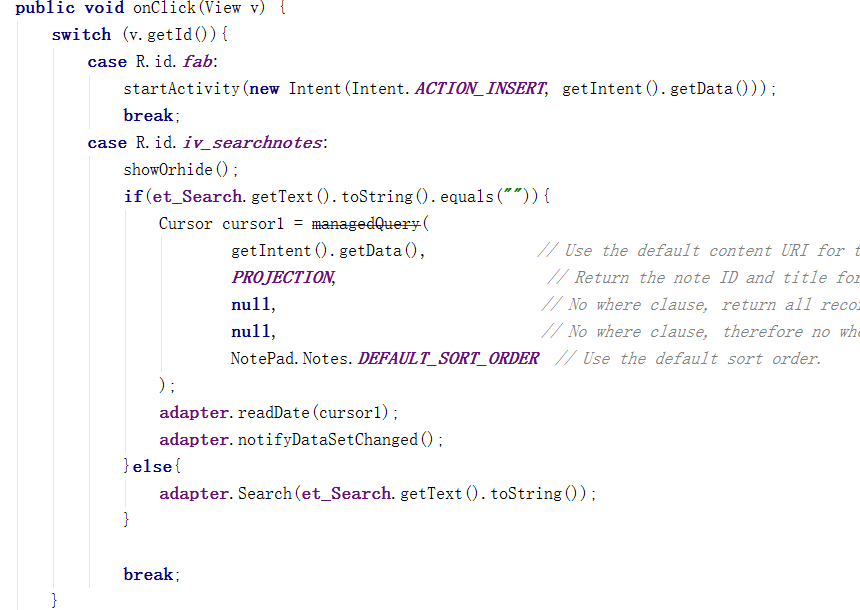 public void onClick(View v) {
switch (v.getId()){
case R.id.fab:
startActivity(new Intent(Intent.ACTION_INSERT, getIntent().getData()));
break;
case R.id.iv_searchnotes:
showOrhide();
if(et_Search.getText().toString().equals("")){
Cursor cursor1 = managedQuery(
getIntent().getData(), // Use the default content URI for t
PROJECTION, // Return the note ID and title for
null, // No where clause, return all reco
null, // No where clause, therefore no whe
NotePad.Notes.DEFAULT_SORT_ORDER // Use the default sort order.
);
adapter.readDate(cursor1);
adapter.notifyDataSetChanged();
}else{
adapter.Search(et_Search.getText().toString());
}
break;
}